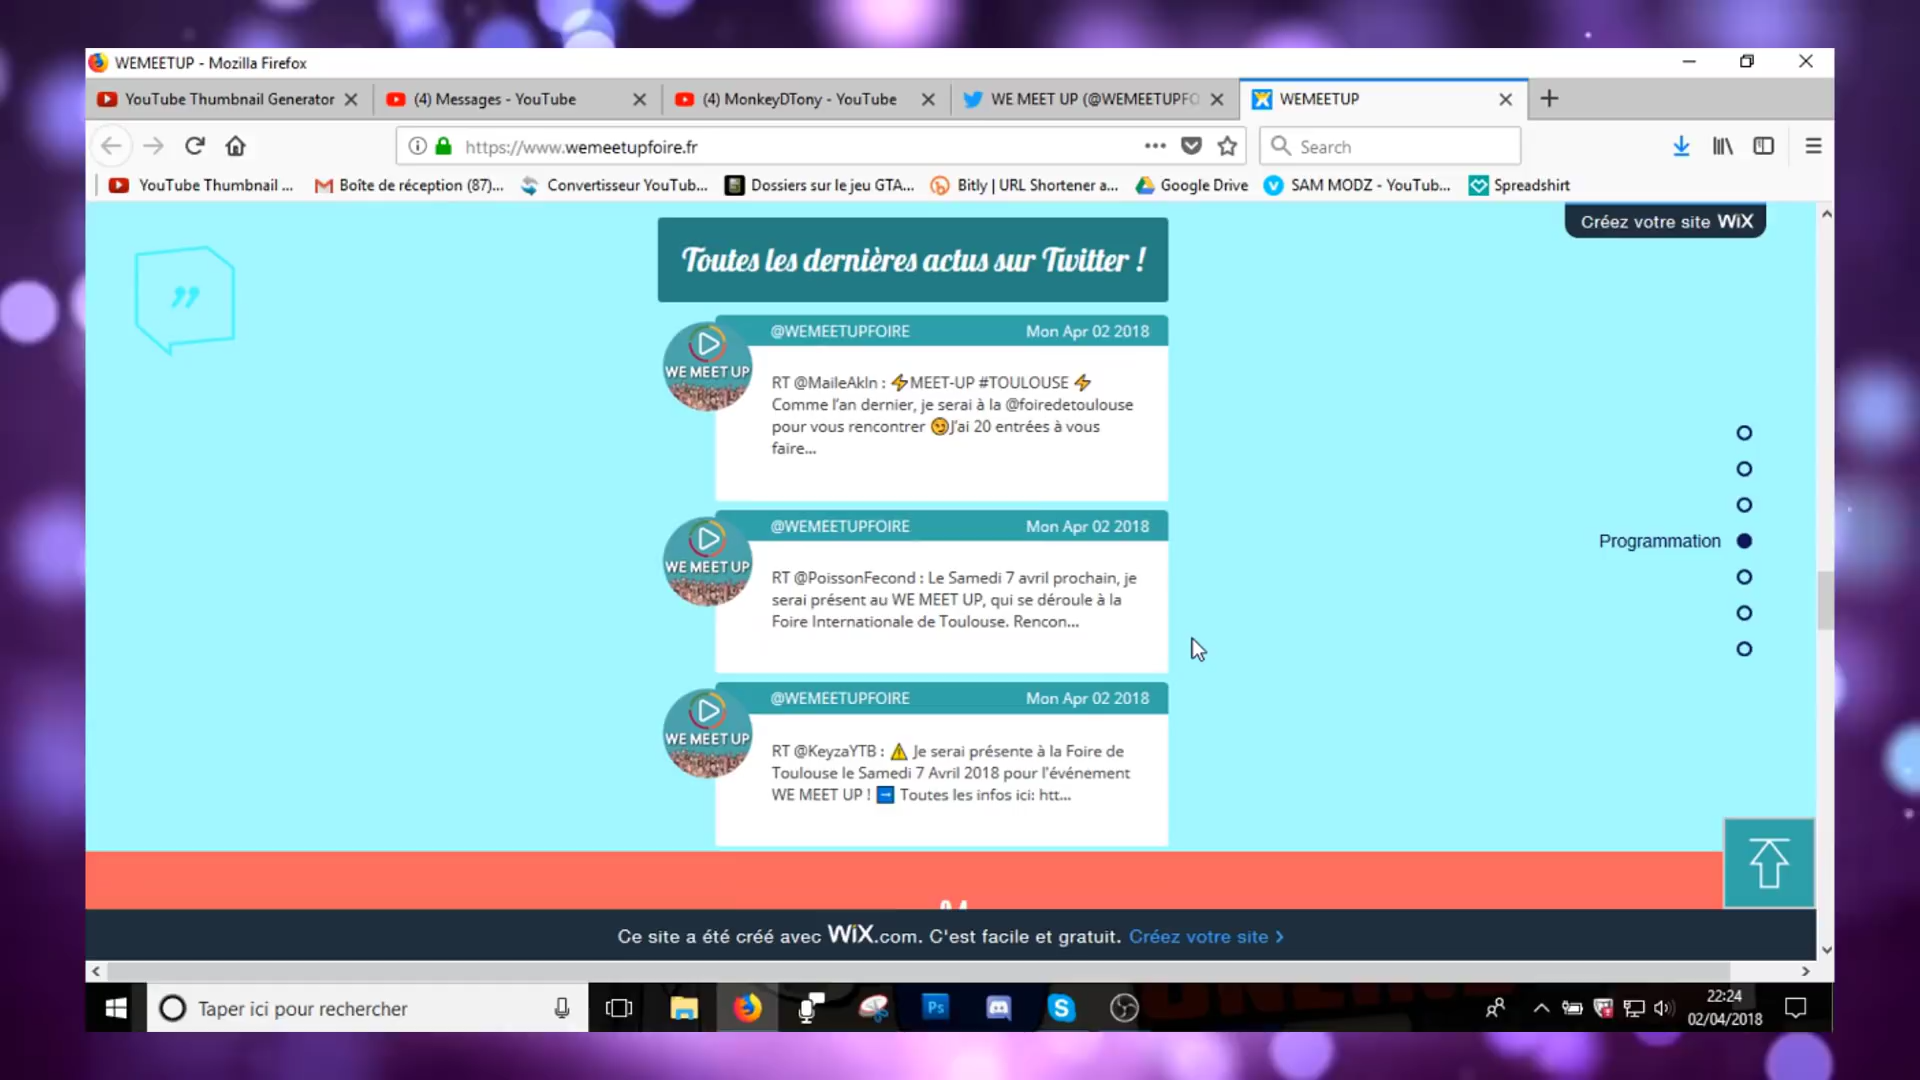 WEMEETUP - Mozilla Firefox
YouTube Thumbnail Generator
(4) Messages - YouTube
(4) MonkeyDTony - YouTube
WE MEET UP (@WEMEETUPFO
WEMEETUP
https://www.wemeetupfoire.fr
Search
YouTube Thumbnail ...
Boîte de réception (87)...
Convertisseur YouTub...
Dossiers sur le jeu GTA...
Bitly | URL Shortener a...
Google Drive
SAM MODZ - YouTub...
Spreadshirt
Créez votre site WiX
Toutes les dernières actus sur Twitter !
@WEMEETUPFOIRE Mon Apr 02 2018
WE MEET UP
RT @MaileAkln : ⚡MEET-UP #TOULOUSE ⚡
Comme l'an dernier, je serai à la @foiredetoulouse
pour vous rencontrer 😉J'ai 20 entrées à vous
faire...
@WEMEETUPFOIRE Mon Apr 02 2018
WE MEET UP
RT @PoissonFecond : Le Samedi 7 avril prochain, je
serai présent au WE MEET UP, qui se déroule à la
Foire Internationale de Toulouse. Rencon...
Programmation
@WEMEETUPFOIRE Mon Apr 02 2018
WE MEET UP
RT @KeyzaYTB : ⚠ Je serai présente à la Foire de
Toulouse le Samedi 7 Avril 2018 pour l'événement
WE MEET UP ! ➡ Toutes les infos ici: htt...
Ce site a été créé avec WiX.com. C'est facile et gratuit. Créez votre site >
Taper ici pour rechercher
Ps
22:24
02/04/2018